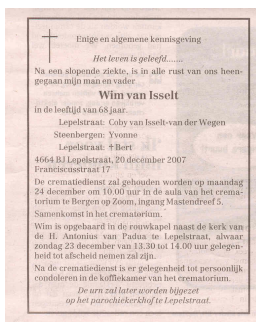 Enige en algemene kennisgeving
Het leven is geleefd.......
Na een slopende ziekte, is in alle rust van ons heen-
gegaan mijn man en vader
Wim van Isselt
in de leeftijd van 68 jaar.
Lepelstraat: Coby van Isselt-van der Wegen
Steenbergen: Yvonne
Lepelstraat: †Bert
4664 BJ Lepelstraat, 20 december 2007
Franciscusstraat 17
De crematiedienst zal gehouden worden op maandag
24 december om 10.00 uur in de aula van het crema-
torium te Bergen op Zoom, ingang Mastendreef 5.
Samenkomst in het crematorium.
Wim is opgebaard in de rouwkapel naast de kerk van
de H. Antonius van Padua te Lepelstraat, alwaar
zondag 23 december van 13.30 tot 14.00 uur gelegen-
heid tot afscheid nemen zal zijn.
Na de crematiedienst is er gelegenheid tot persoonlijk
condoleren in de koffiekamer van het crematorium.
De urn zal later worden bijgezet
op het parochiekerkhof te Lepelstraat.